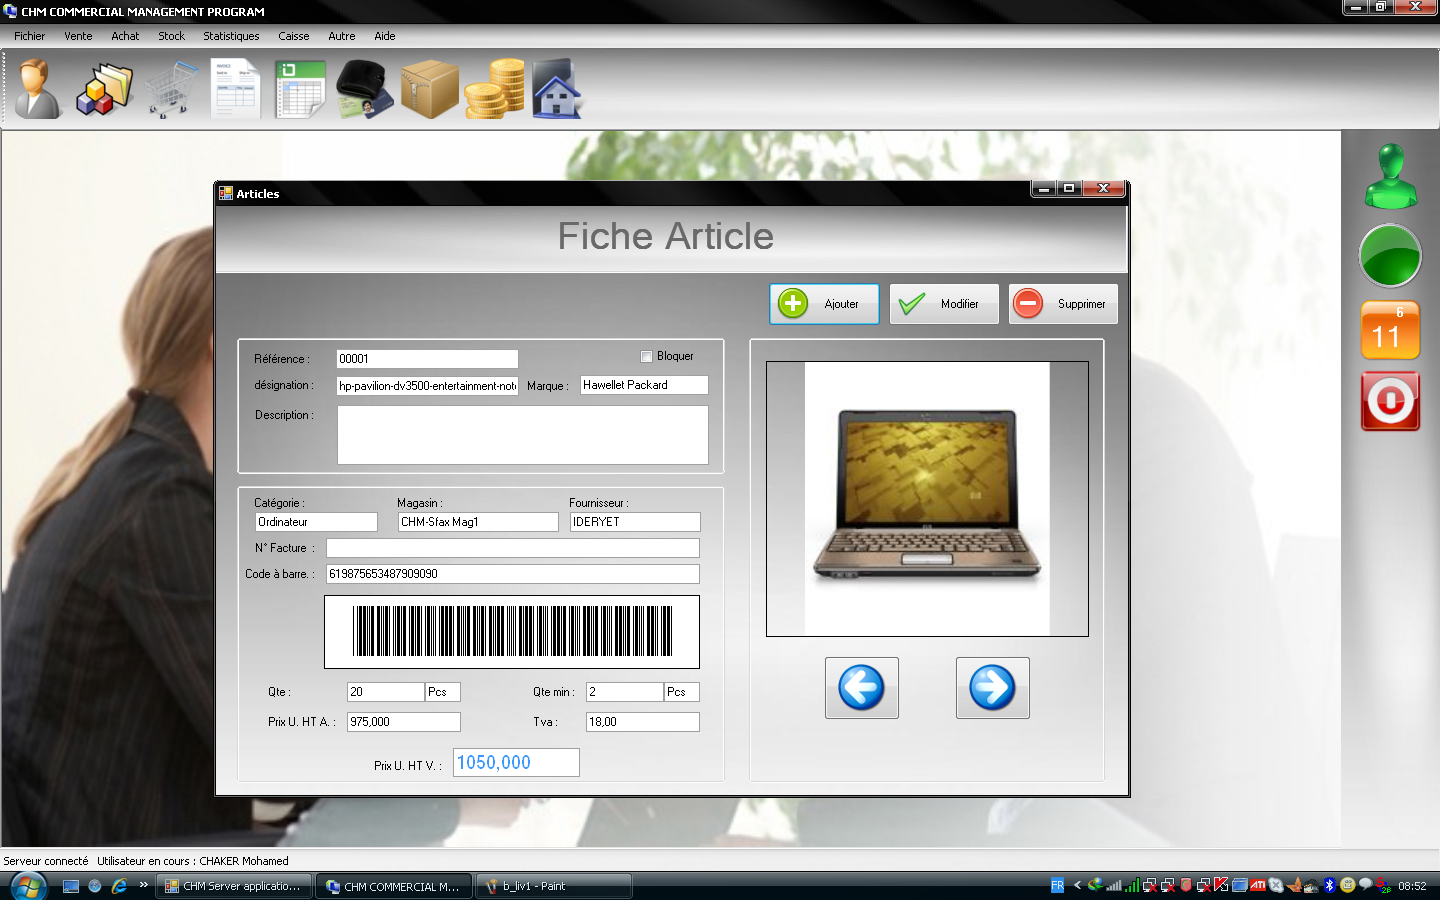 CHM COMMERCIAL MANAGEMENT PROGRAM
Fichier Vente Achat Stock Statistiques Caisse Autre Aide
INVOICE
6
11
Articles
Fiche Article
Ajouter Modifier Supprimer
Référence : 00001 Bloquer
désignation : hp-pavilion-dv3500-entertainment-not Marque : Hawellet Packard
Description :
Catégorie : Magasin : Fournisseur :
Ordinateur CHM-Sfax Mag1 IDERYET
N° Facture :
Code à barre. : 619875653487909090
Qte : 20 Pcs Qte min : 2 Pcs
Prix U. HT A. : 975,000 Tva : 18,00
Prix U. HT V. : 1050,000
Serveur connecté Utilisateur en cours : CHAKER Mohamed
CHM Server applicatio... CHM COMMERCIAL M... b_liv1 - Paint FR ATI 08:52